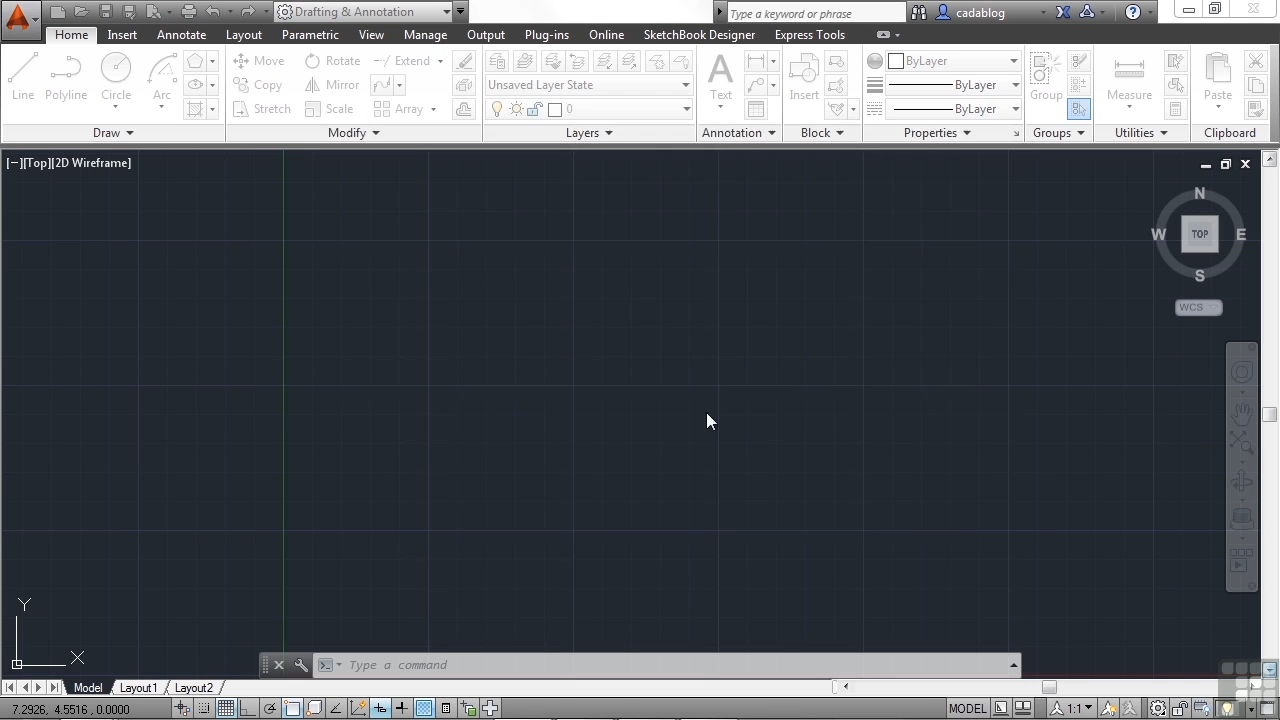 Drafting & Annotation
Type a keyword or phrase
cadablog
Home Insert Annotate Layout Parametric View Manage Output Plug-ins Online SketchBook Designer Express Tools
Line Polyline Circle Arc
Move Rotate Extend
Copy Mirror
Stretch Scale Array
Unsaved Layer State
0
Text
Insert
ByLayer
ByLayer
ByLayer
Group
Measure
Paste
Draw Modify Layers Annotation Block Properties Groups Utilities Clipboard
[−][Top][2D Wireframe]
N
W TOP E
S
WCS
Y
X
Type a command
Model Layout1 Layout2
7.2926, 4.5516 , 0.0000
MODEL 1:1